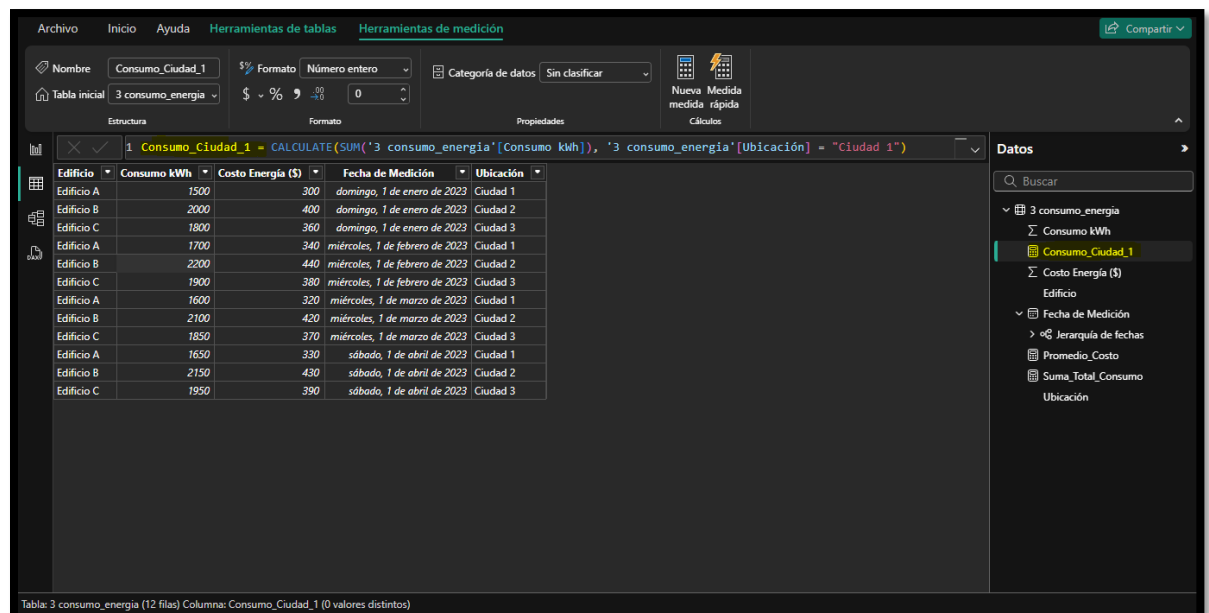 Archivo Inicio Ayuda Herramientas de tablas Herramientas de medición Compartir
Nombre Consumo_Ciudad_1 $% Formato Número entero Categoría de datos Sin clasificar Nueva medida Medida rápida
Tabla inicial 3 consumo_energia $ % 9 .00 0
Estructura Formato Propiedades Cálculos
1 Consumo_Ciudad_1 = CALCULATE(SUM('3 consumo_energia'[Consumo kWh]), '3 consumo_energia'[Ubicación] = "Ciudad 1")
Edificio Consumo kWh Costo Energía ($) Fecha de Medición Ubicación
Edificio A 1500 300 domingo, 1 de enero de 2023 Ciudad 1
Edificio B 2000 400 domingo, 1 de enero de 2023 Ciudad 2
Edificio C 1800 360 domingo, 1 de enero de 2023 Ciudad 3
Edificio A 1700 340 miércoles, 1 de febrero de 2023 Ciudad 1
Edificio B 2200 440 miércoles, 1 de febrero de 2023 Ciudad 2
Edificio C 1900 380 miércoles, 1 de febrero de 2023 Ciudad 3
Edificio A 1600 320 miércoles, 1 de marzo de 2023 Ciudad 1
Edificio B 2100 420 miércoles, 1 de marzo de 2023 Ciudad 2
Edificio C 1850 370 miércoles, 1 de marzo de 2023 Ciudad 3
Edificio A 1650 330 sábado, 1 de abril de 2023 Ciudad 1
Edificio B 2150 430 sábado, 1 de abril de 2023 Ciudad 2
Edificio C 1950 390 sábado, 1 de abril de 2023 Ciudad 3
Datos
Buscar
3 consumo_energia
Consumo kWh
Consumo_Ciudad_1
Costo Energía ($)
Edificio
Fecha de Medición
Jerarquía de fechas
Promedio_Costo
Suma_Total_Consumo
Ubicación
Tabla: 3 consumo_energia (12 filas) Columna: Consumo_Ciudad_1 (0 valores distintos)